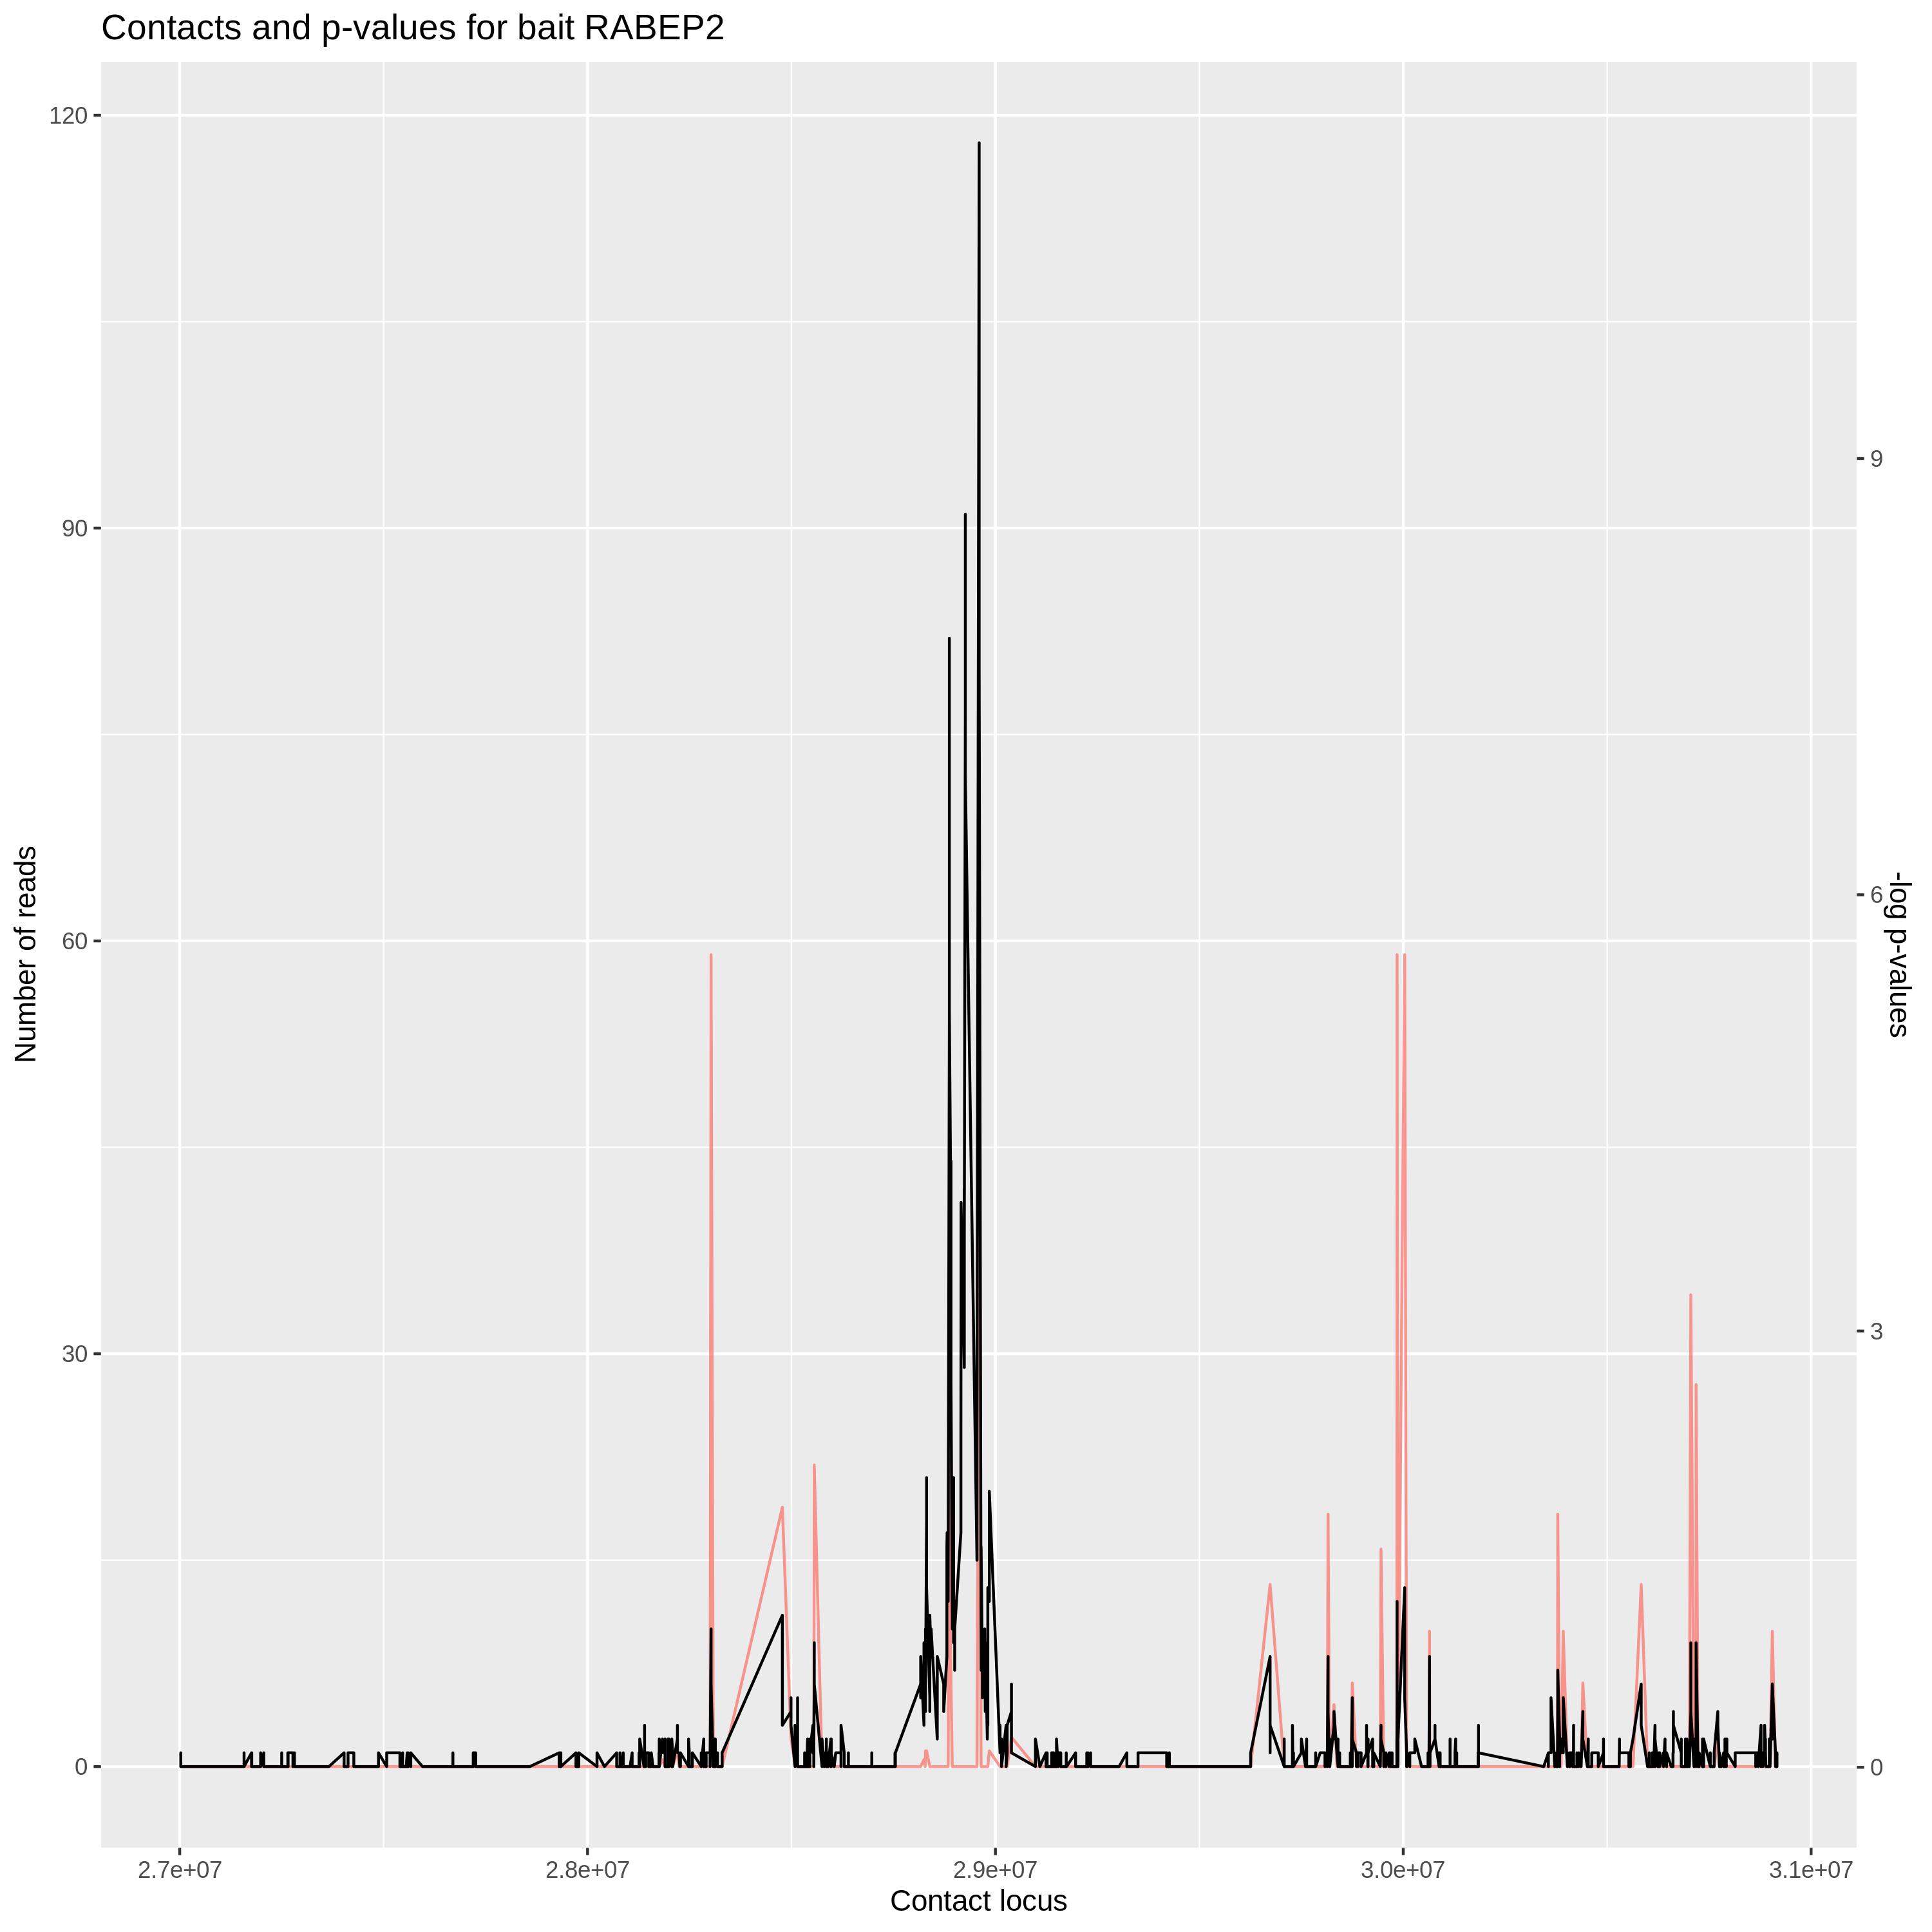 Contacts and p-values for bait RABEP2
120
90
60
30
0
Number of reads
9
6
3
0
-log p-values
2.7e+07
2.8e+07
2.9e+07
3.0e+07
3.1e+07
Contact locus